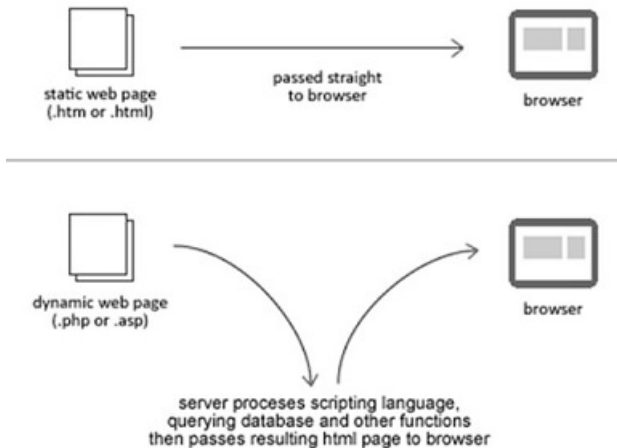 static web page
(.htm or .html)
passed straight
to browser
browser
dynamic web page
(.php or .asp)
browser
server proceses scripting language,
querying database and other functions
then passes resulting html page to browser